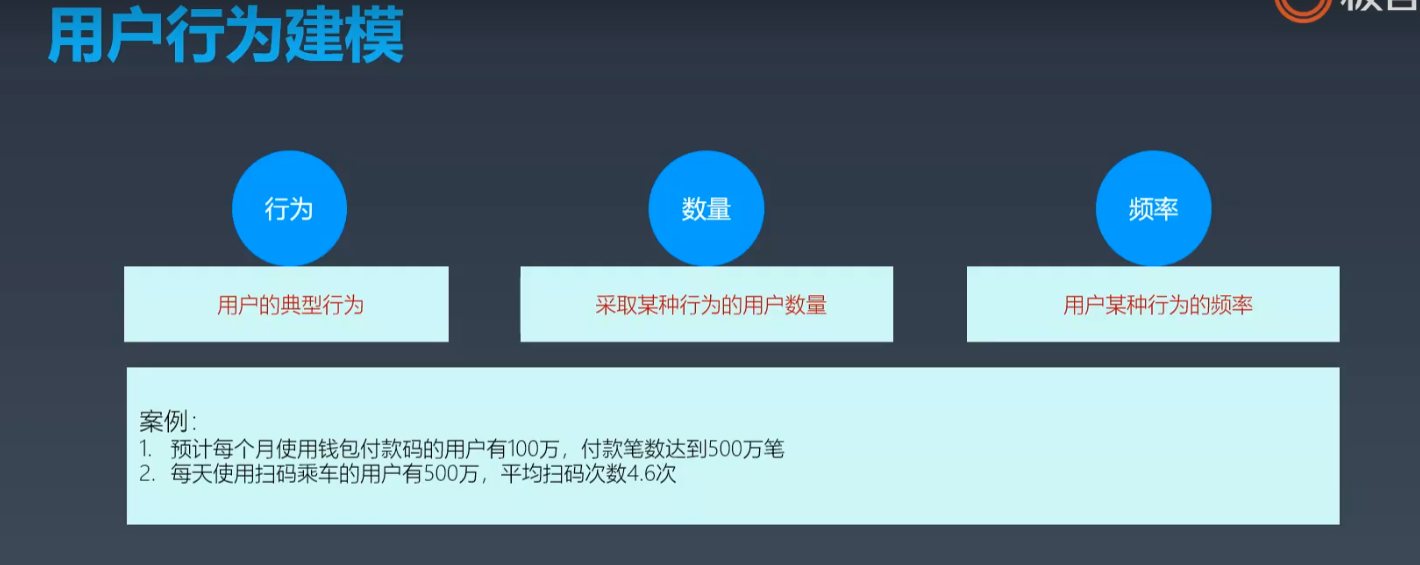 用户行为建模
行为
数量
频率
用户的典型行为
采取某种行为的用户数量
用户某种行为的频率
案例：
1. 预计每个月使用钱包付款码的用户有100万，付款笔数达到500万笔
2. 每天使用扫码乘车的用户有500万，平均扫码次数4.6次